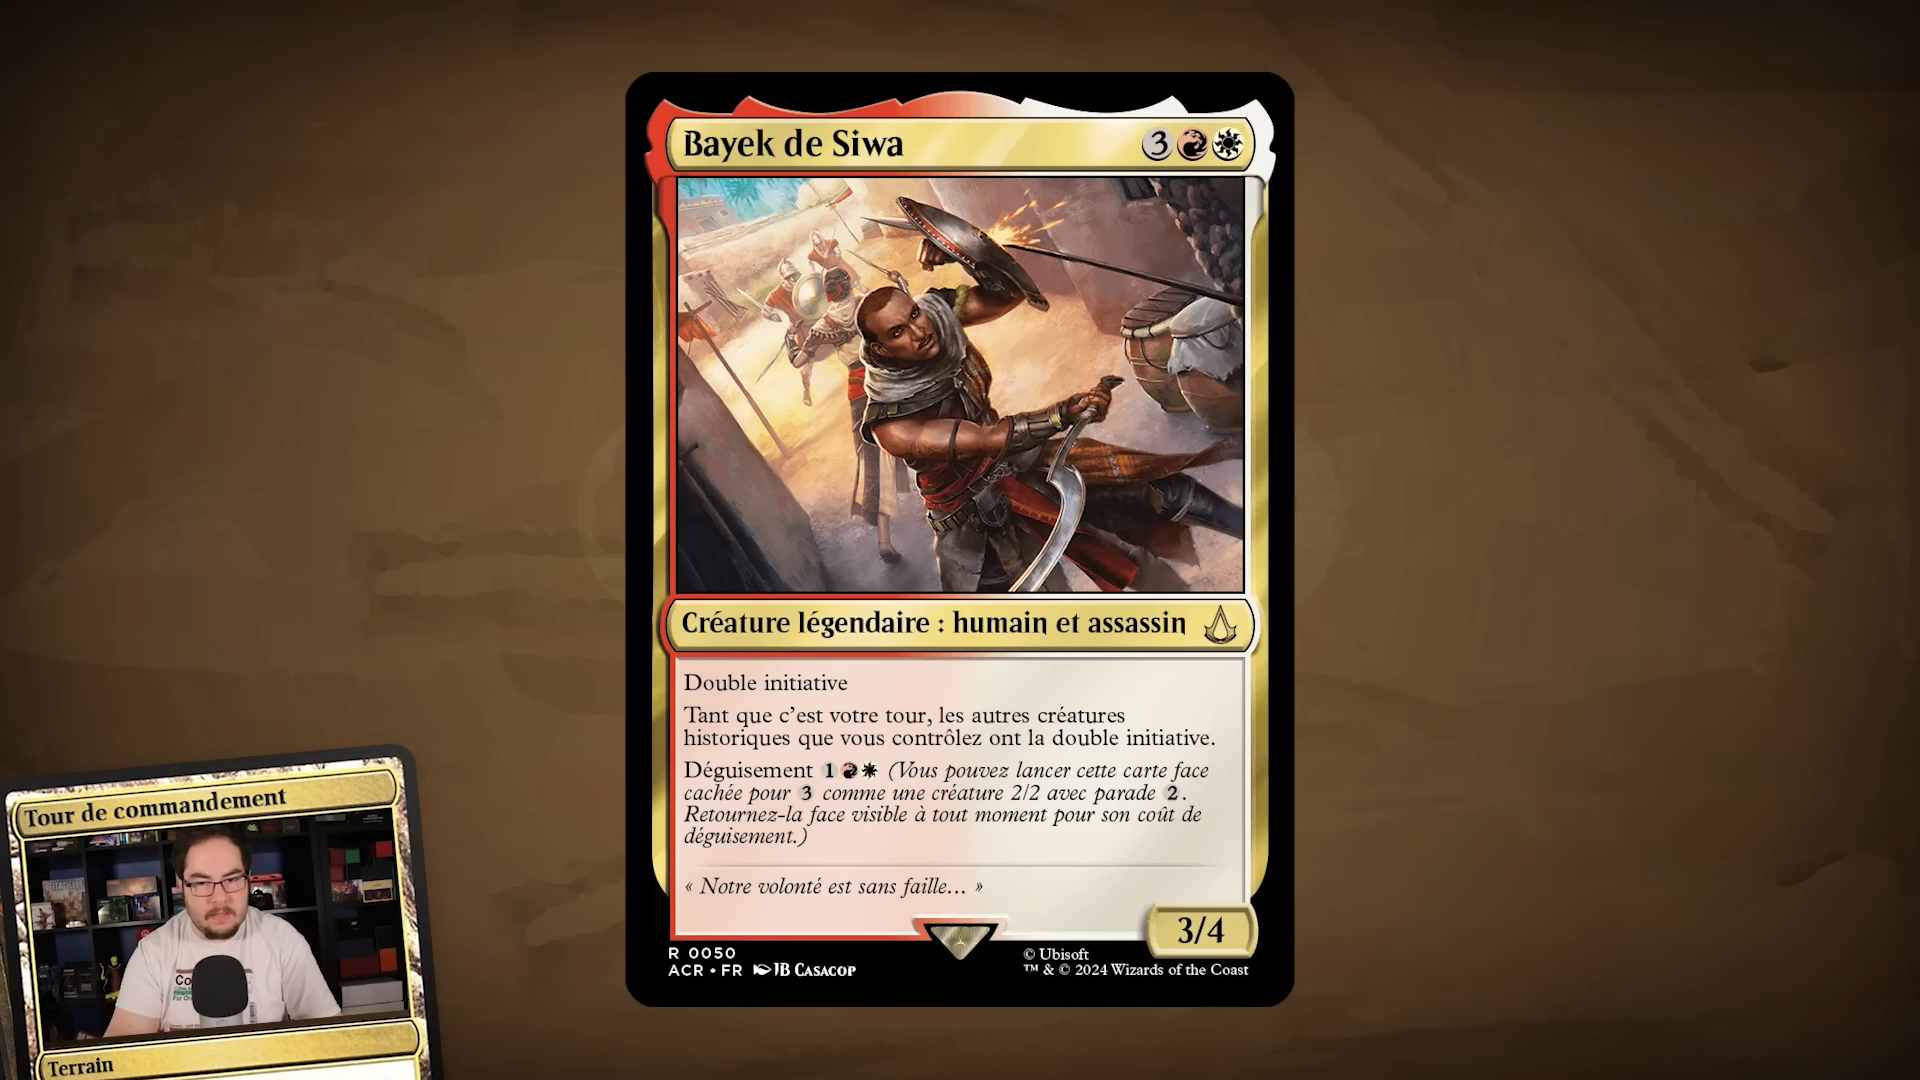 Bayek de Siwa
3
Créature légendaire : humain et assassin
Double initiative
Tant que c'est votre tour, les autres créatures
historiques que vous contrôlez ont la double initiative.
Déguisement 1 (Vous pouvez lancer cette carte face
cachée pour 3 comme une créature 2/2 avec parade 2.
Retournez-la face visible à tout moment pour son coût de
déguisement.)
« Notre volonté est sans faille… »
3/4
R 0050
ACR • FR JB Casacop
© Ubisoft
™ & © 2024 Wizards of the Coast
Tour de commandement
Terrain